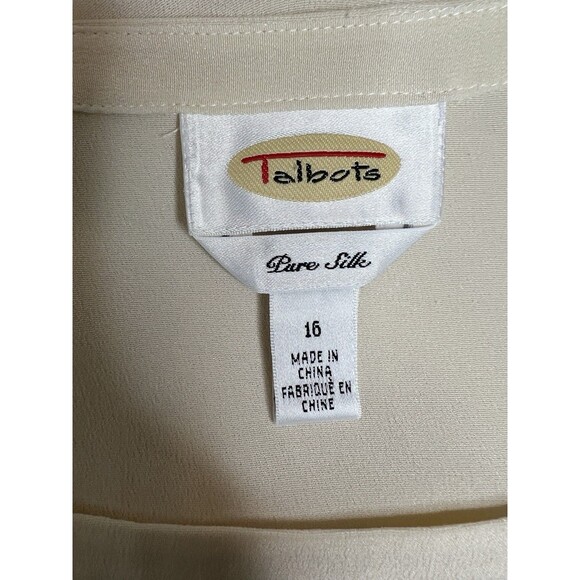 Talbots
Pure Silk
16
MADE IN
CHINA
FABRIQUÉ EN
CHINE